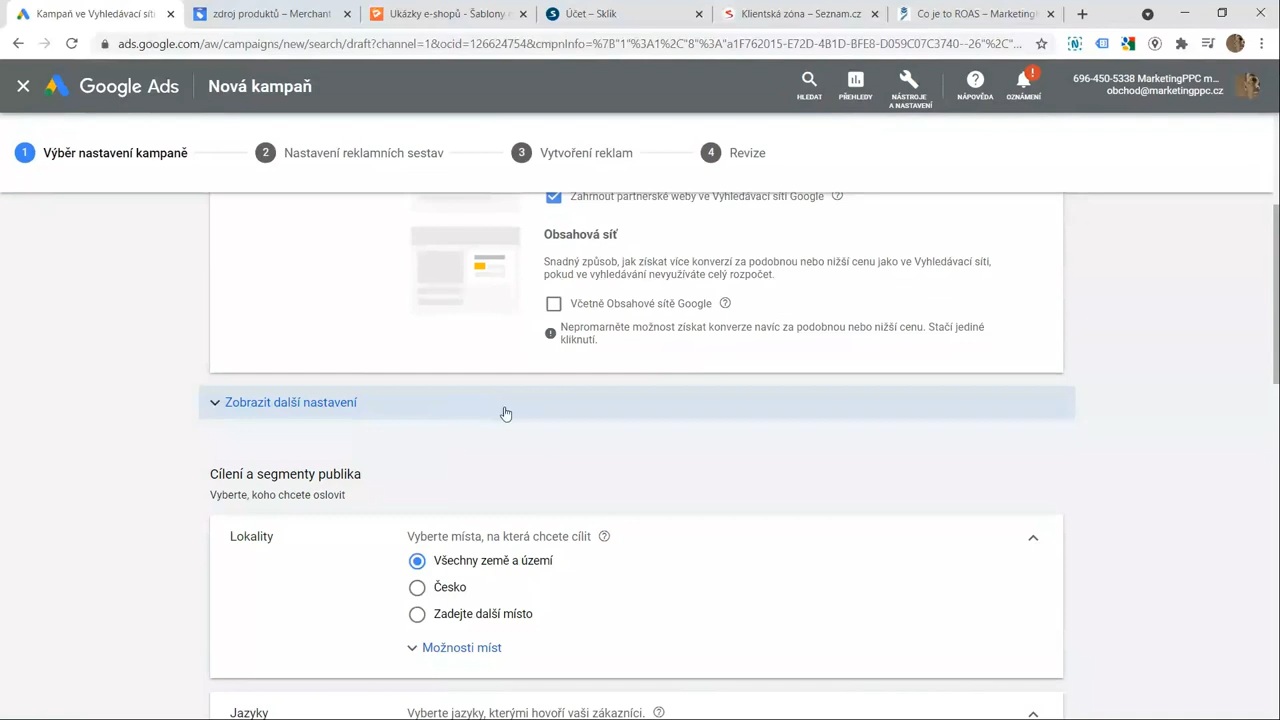 Kampaň ve Vyhledávací síti
zdroj produktů – Merchant
Ukázky e-shopů - Šablony
Účet – Sklik
Klientská zóna – Seznam.cz
Co je to ROAS – Marketing
ads.google.com/aw/campaigns/new/search/draft?channel=1&ocid=126624754&cmpnInfo=%7B"1"%3A1%2C"8"%3A"a1F762015-E72D-4B1D-BFF8-D059C07C3740--26"%2C"...
Google Ads
Nová kampaň
HLEDAT
PŘEHLEDY
NÁSTROJE
A NASTAVENÍ
NÁPOVĚDA
OZNÁMENÍ
696-450-5338 MarketingPPC m...
obchod@marketingppc.cz
1 Výběr nastavení kampaně
2 Nastavení reklamních sestav
3 Vytvoření reklam
4 Revize
Zahrnout partnerské weby ve Vyhledávací síti Google
Obsahová síť
Snadný způsob, jak získat více konverzí za podobnou nebo nižší cenu jako ve Vyhledávací síti,
pokud ve vyhledávání nevyužíváte celý rozpočet.
Včetně Obsahové sítě Google
Nepromarněte možnost získat konverze navíc za podobnou nebo nižší cenu. Stačí jediné
kliknutí.
Zobrazit další nastavení
Cílení a segmenty publika
Vyberte, koho chcete oslovit
Lokality
Vyberte místa, na která chcete cílit
Všechny země a území
Česko
Zadejte další místo
Možnosti míst
Jazyky
Vyberte jazyky, kterými hovoří vaši zákazníci.